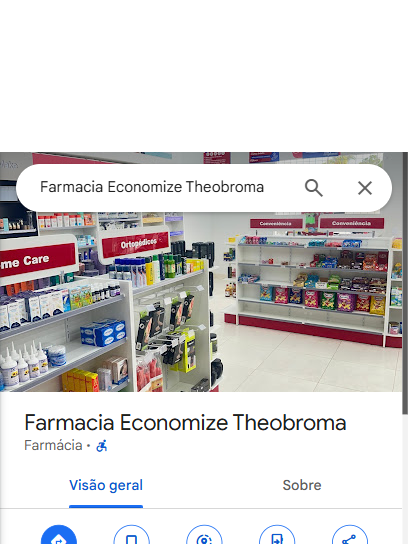 Farmacia Economize Theobroma
Conveniência
Conveniência
Ortopédicos
me Care
Farmacia Economize Theobroma
Farmácia ·
Visão geral
Sobre